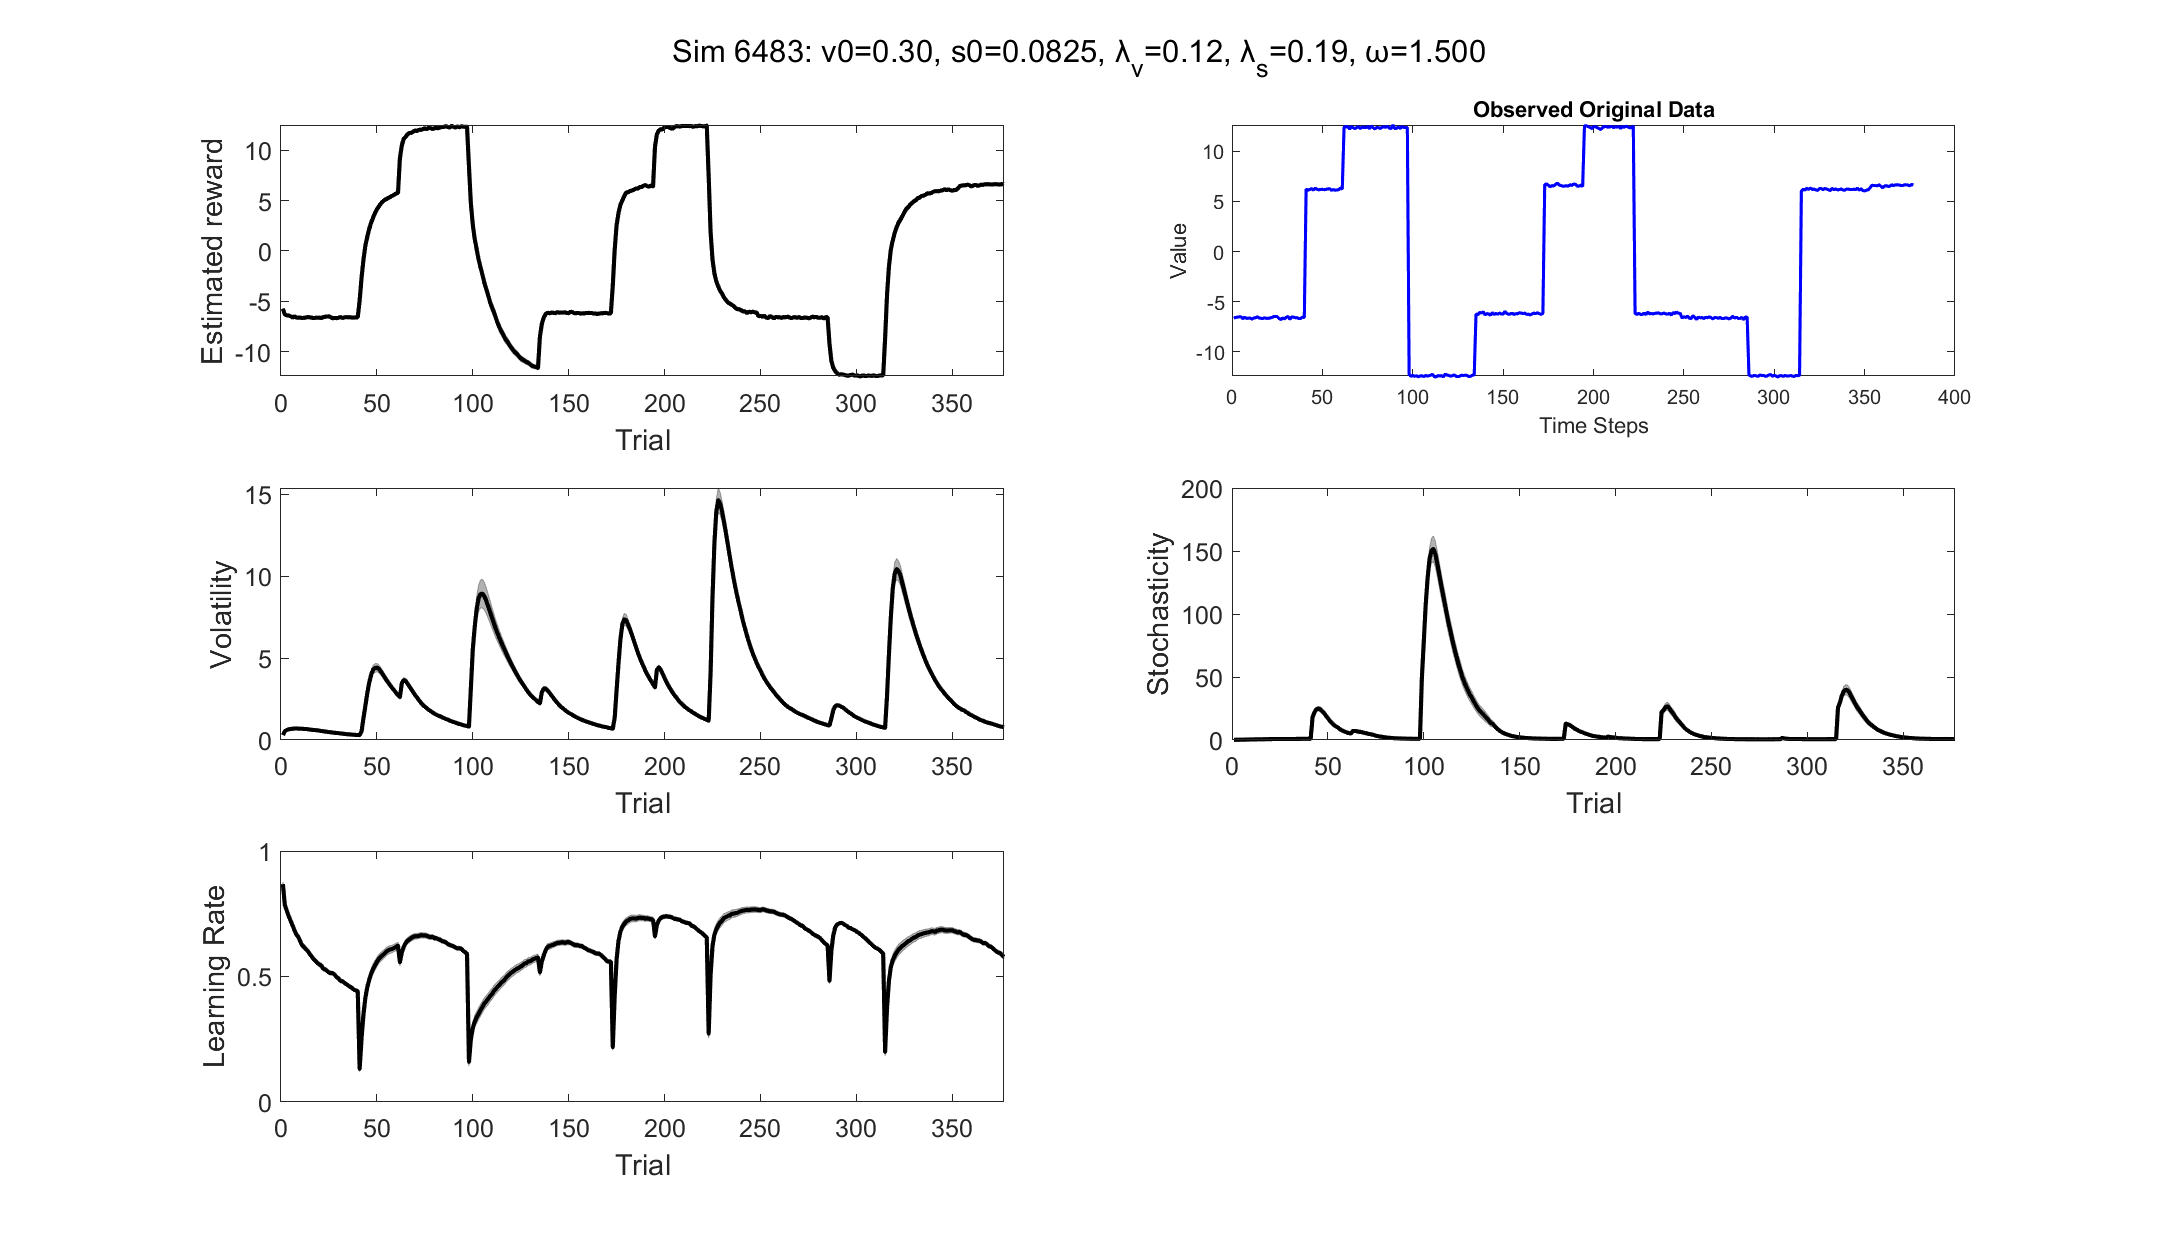 Sim 6483: v0=0.30, s0=0.0825, λv=0.12, λs=0.19, ω=1.500
Estimated reward
10
5
0
-5
-10
0 50 100 150 200 250 300 350
Trial
Observed Original Data
Value
10
5
0
-5
-10
0 50 100 150 200 250 300 350 400
Time Steps
Volatility
15
10
5
0
0 50 100 150 200 250 300 350
Trial
Stochasticity
200
150
100
50
0
0 50 100 150 200 250 300 350
Trial
Learning Rate
1
0.5
0
0 50 100 150 200 250 300 350
Trial